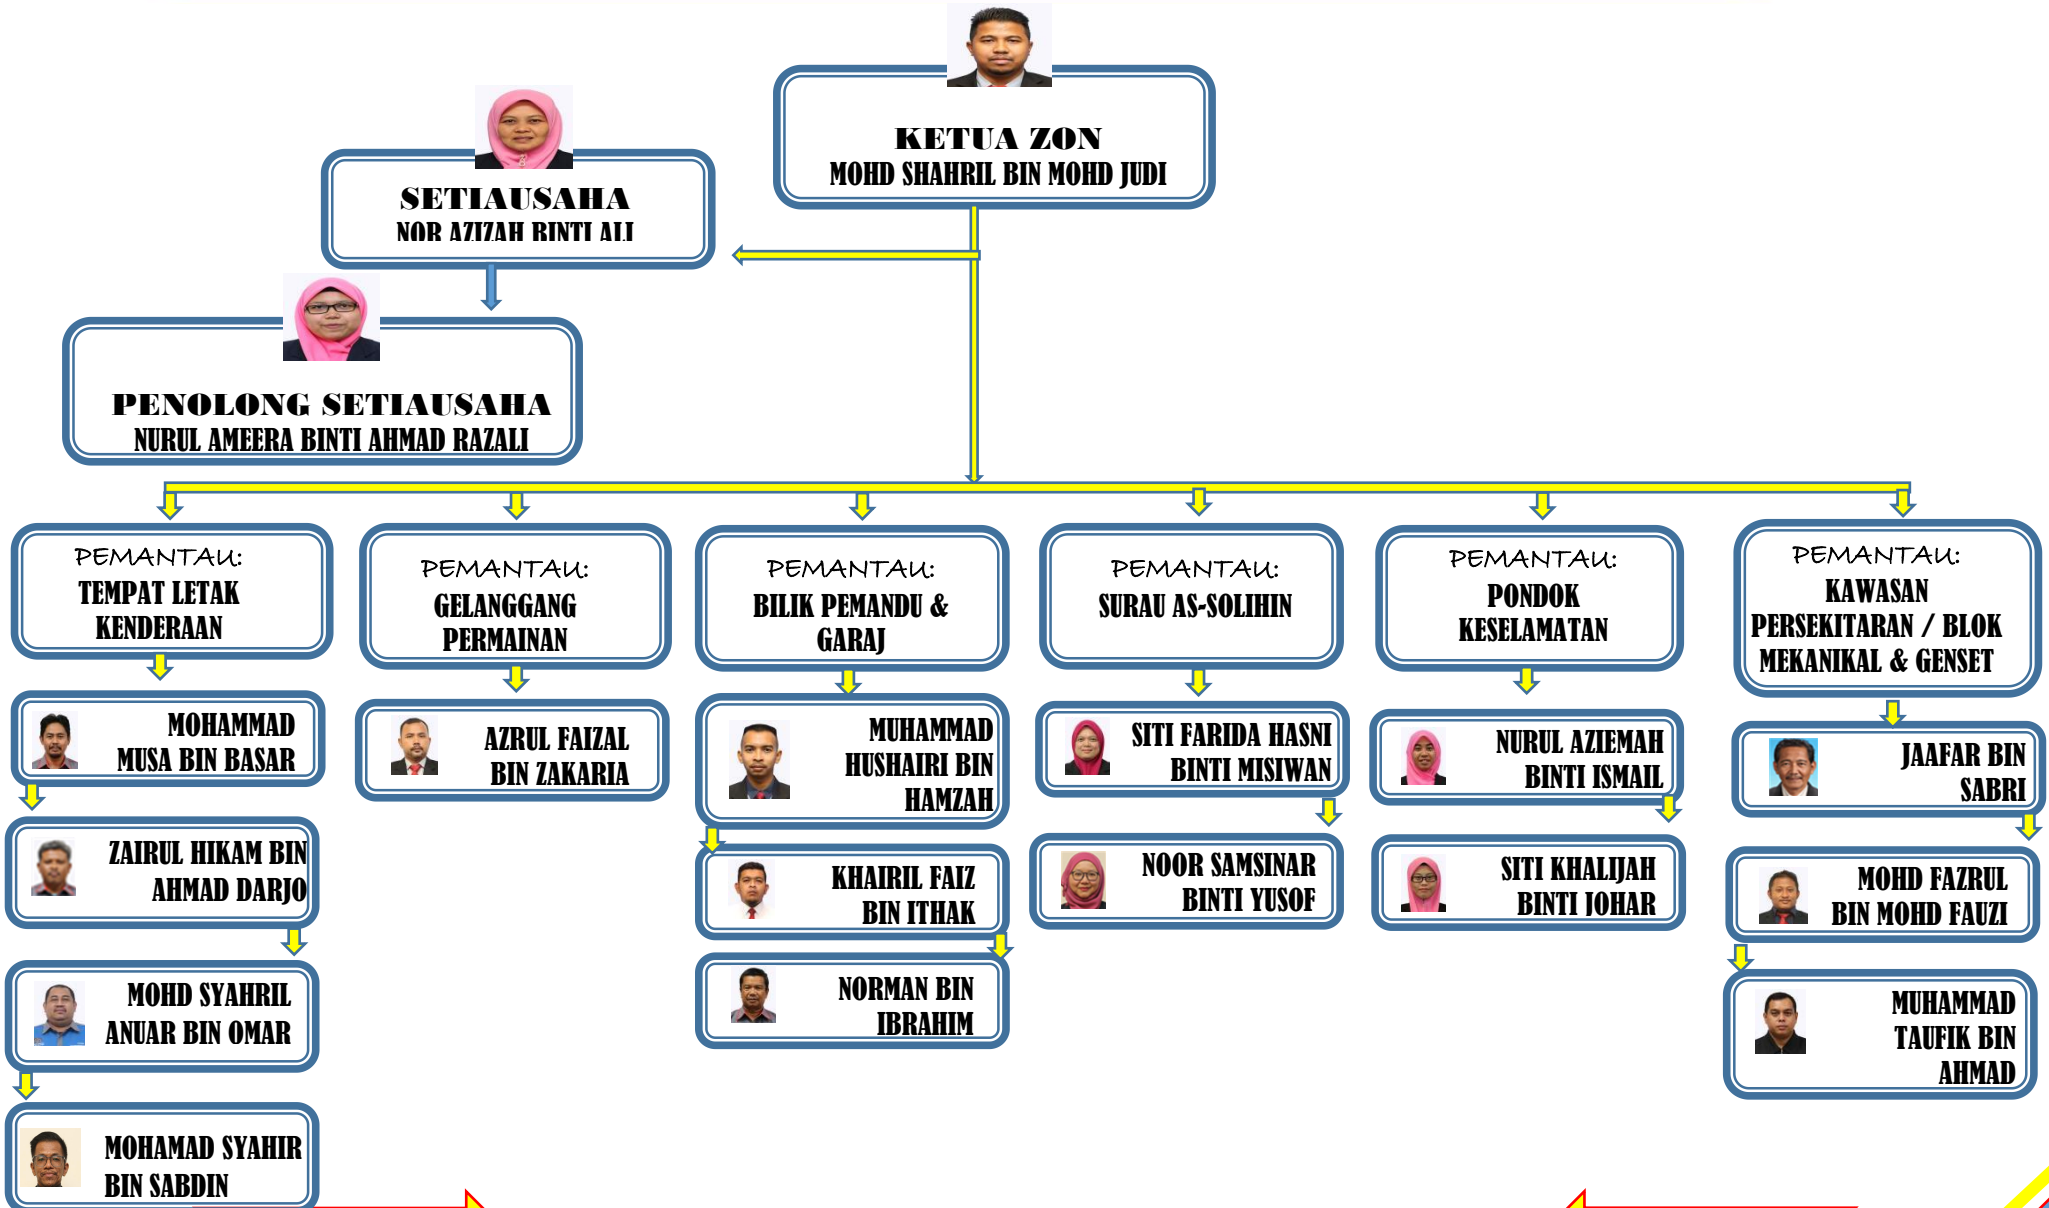 KETUA ZON
MOHD SHAHRIL BIN MOHD JUDI
SETIAUSAHA
NOR AZIZAH BINTI ALI
PENOLONG SETIAUSAHA
NURUL AMEERA BINTI AHMAD RAZALI
PEMANTAU:
TEMPAT LETAK
KENDERAAN
MOHAMMAD
MUSA BIN BASAR
ZAIRUL HIKAM BIN
AHMAD DARJO
MOHD SYAHRIL
ANUAR BIN OMAR
MOHAMAD SYAHIR
BIN SABDIN
PEMANTAU:
GELANGGANG
PERMAINAN
AZRUL FAIZAL
BIN ZAKARIA
PEMANTAU:
BILIK PEMANDU &
GARAJ
MUHAMMAD
HUSHAIRI BIN
HAMZAH
KHAIRIL FAIZ
BIN ITHAK
NORMAN BIN
IBRAHIM
PEMANTAU:
SURAU AS-SOLIHIN
SITI FARIDA HASNI
BINTI MISIWAN
NOOR SAMSINAR
BINTI YUSOF
PEMANTAU:
PONDOK
KESELAMATAN
NURUL AZIEMAH
BINTI ISMAIL
SITI KHALIJAH
BINTI JOHAR
PEMANTAU:
KAWASAN
PERSEKITARAN / BLOK
MEKANIKAL & GENSET
JAAFAR BIN
SABRI
MOHD FAZRUL
BIN MOHD FAUZI
MUHAMMAD
TAUFIK BIN
AHMAD